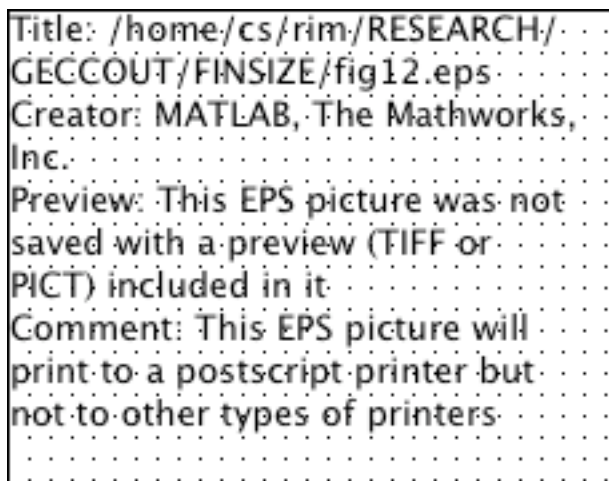 Title: /home/cs/rim/RESEARCH/
GECCOUT/FINSIZE/fig12.eps
Creator: MATLAB, The Mathworks,
Inc.
Preview: This EPS picture was not
saved with a preview (TIFF or
PICT) included in it
Comment: This EPS picture will
print to a postscript printer but
not to other types of printers